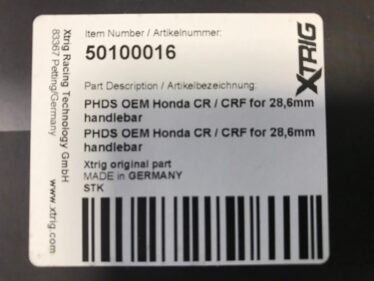 Item Number / Artikelnummer:
50100016
Part Description / Artikelbezeichnung:
PHDS OEM Honda CR / CRF for 28,6mm
handlebar
PHDS OEM Honda CR / CRF for 28,6mm
handlebar
Xtrig original part
MADE in GERMANY
STK
XTRIG
Xtrig Racing Technology GmbH
83367 Petting/Germany
www.xtrig.com